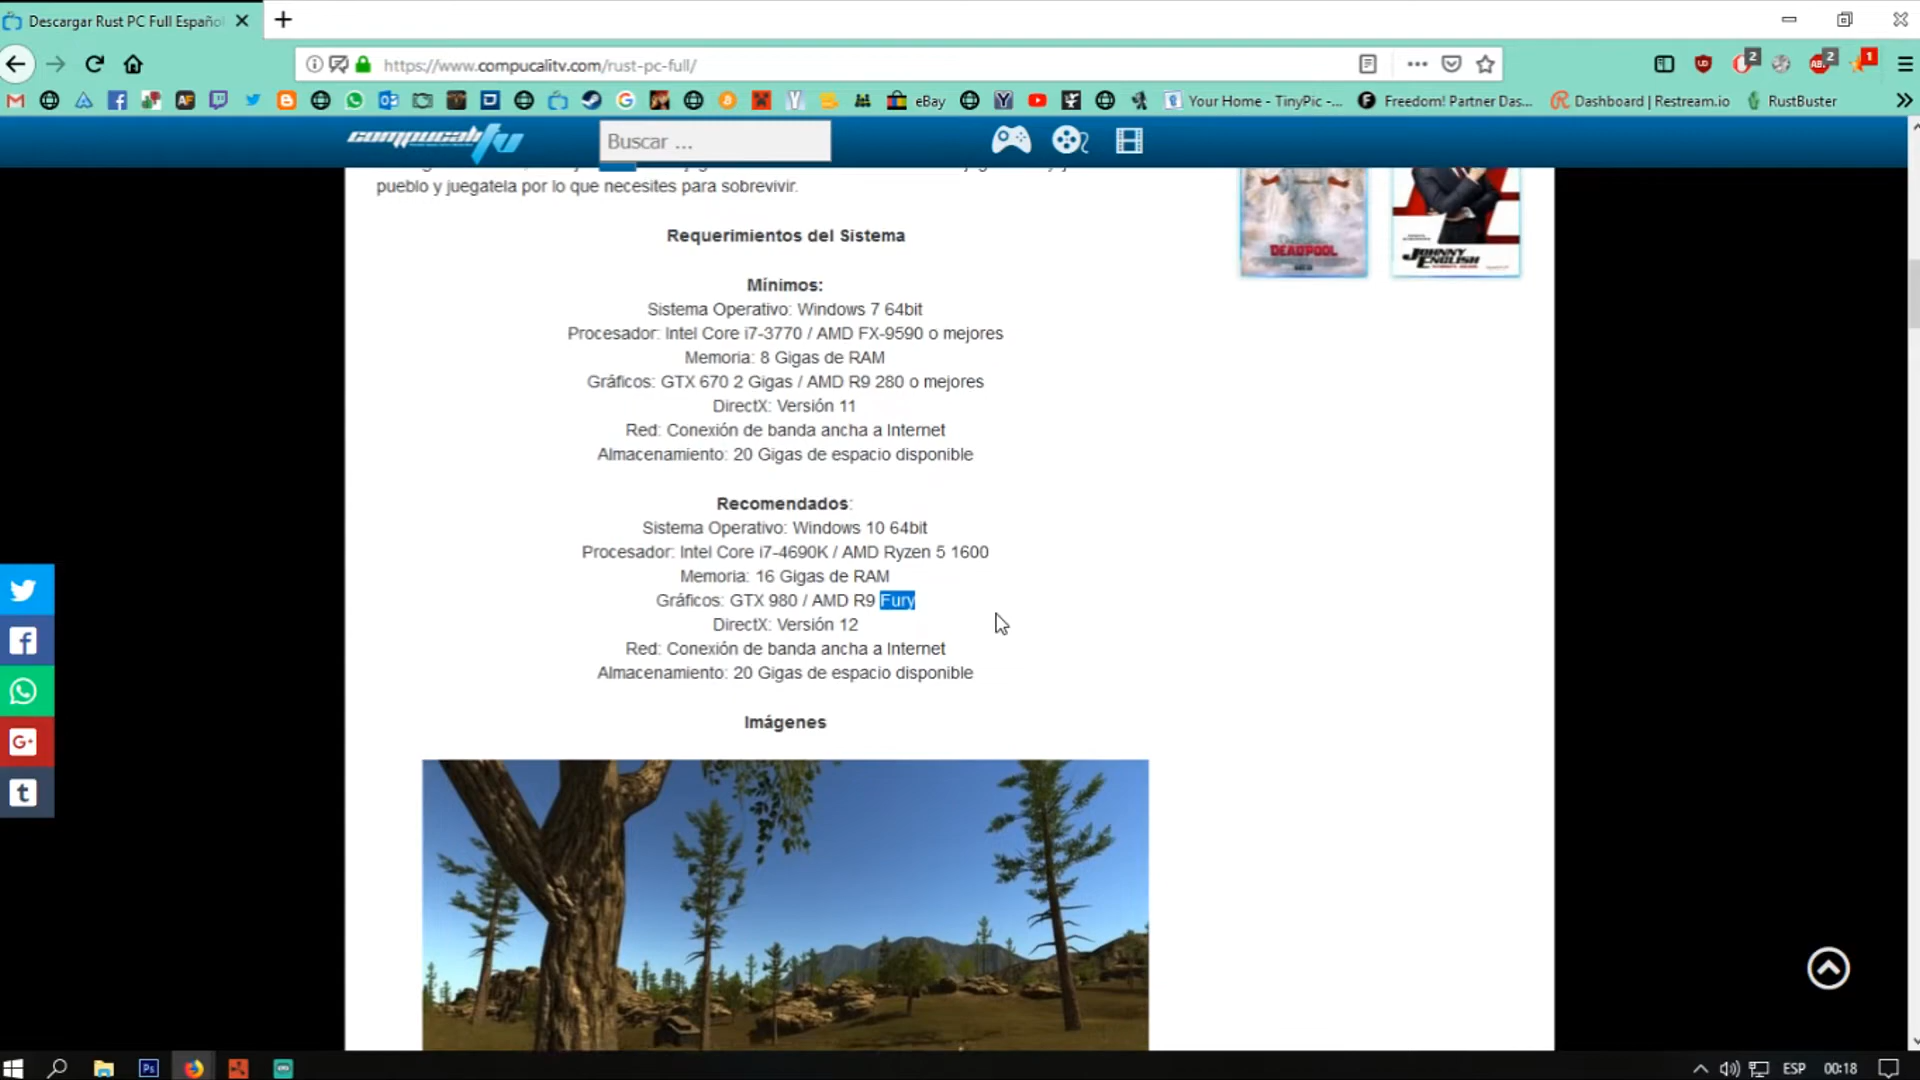 Descargar Rust PC Full Españo
https://www.compucalitv.com/rust-pc-full/
2 2 1
eBay Your Home - TinyPic -... Freedom! Partner Das... Dashboard | Restream.io RustBuster
compucalitv Buscar ...
pueblo y juegatela por lo que necesites para sobrevivir.
DEADPOOL
JOHNNY ENGLISH
Requerimientos del Sistema
Mínimos:
Sistema Operativo: Windows 7 64bit
Procesador: Intel Core i7-3770 / AMD FX-9590 o mejores
Memoria: 8 Gigas de RAM
Gráficos: GTX 670 2 Gigas / AMD R9 280 o mejores
DirectX: Versión 11
Red: Conexión de banda ancha a Internet
Almacenamiento: 20 Gigas de espacio disponible
Recomendados:
Sistema Operativo: Windows 10 64bit
Procesador: Intel Core i7-4690K / AMD Ryzen 5 1600
Memoria: 16 Gigas de RAM
Gráficos: GTX 980 / AMD R9 Fury
DirectX: Versión 12
Red: Conexión de banda ancha a Internet
Almacenamiento: 20 Gigas de espacio disponible
Imágenes
ESP 00:18